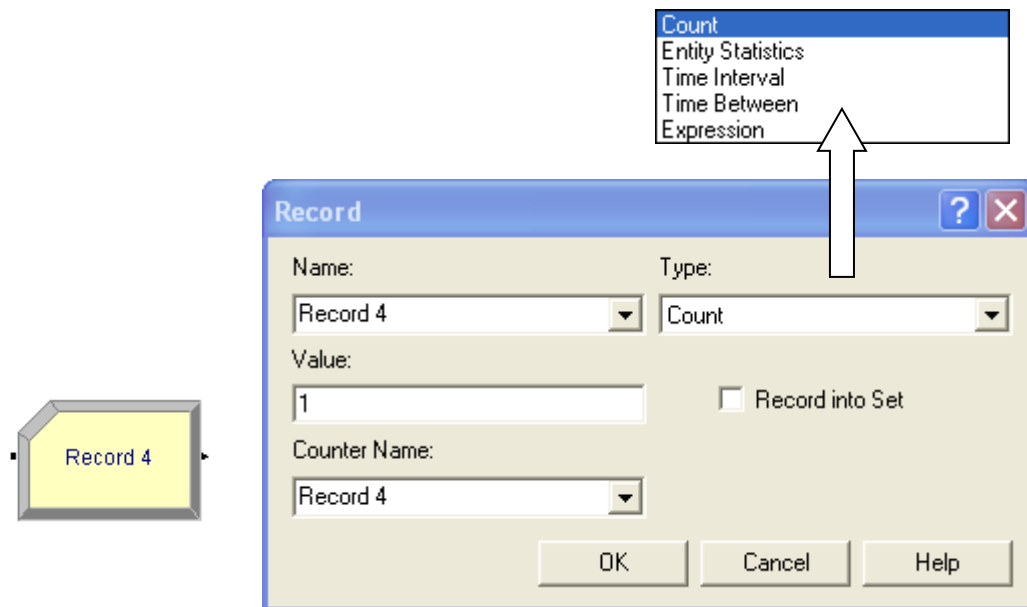 Count
Entity Statistics
Time Interval
Time Between
Expression
Record
?
Name:
Type:
Record 4
Count
Value:
1
Record into Set
Counter Name:
Record 4
OK
Cancel
Help
Record 4